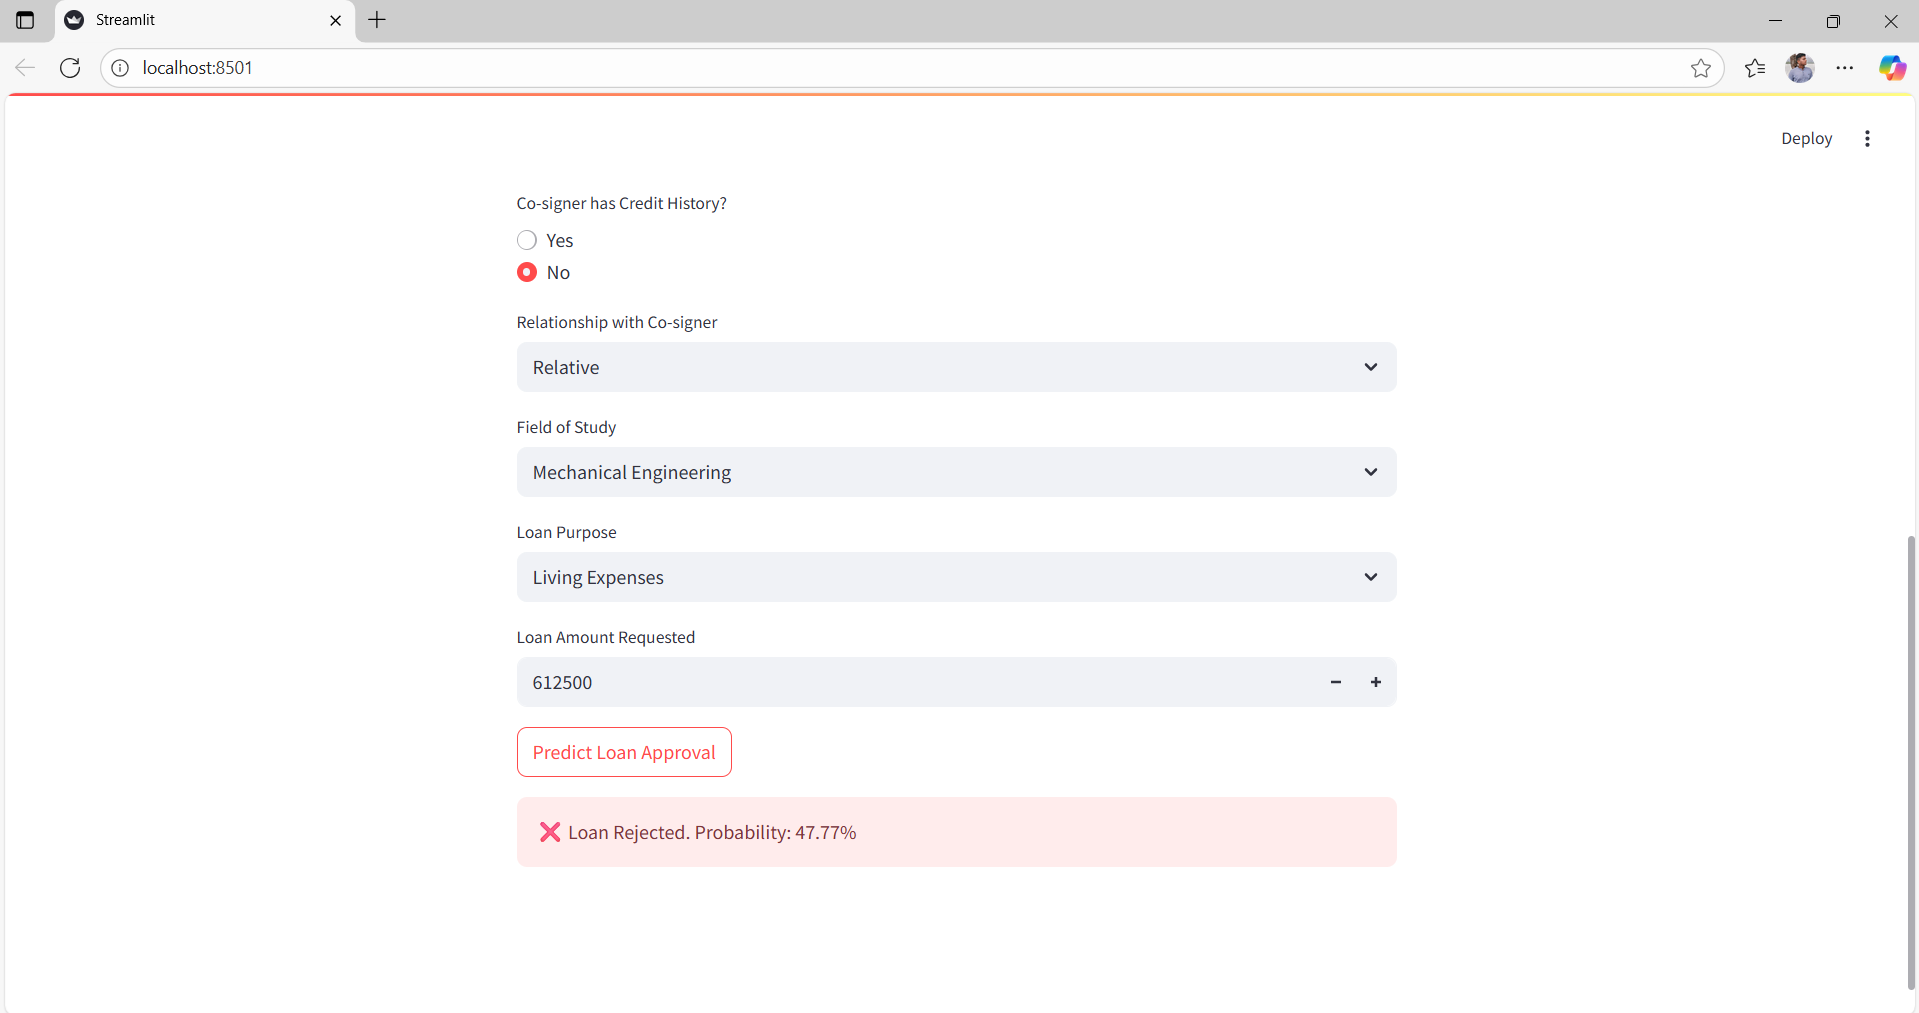 Streamlit
localhost:8501
Deploy
Co-signer has Credit History?
Yes
No
Relationship with Co-signer
Relative
Field of Study
Mechanical Engineering
Loan Purpose
Living Expenses
Loan Amount Requested
612500
Predict Loan Approval
❌ Loan Rejected. Probability: 47.77%